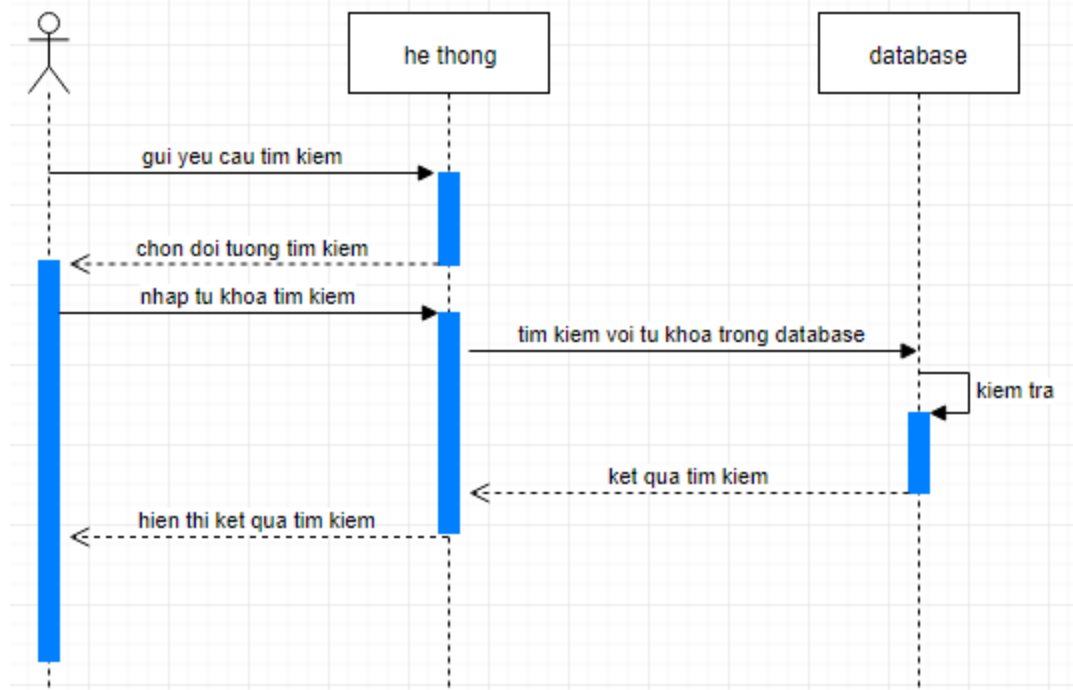 he thong
database
gui yeu cau tim kiem
chon doi tuong tim kiem
nhap tu khoa tim kiem
tim kiem voi tu khoa trong database
kiem tra
ket qua tim kiem
hien thi ket qua tim kiem